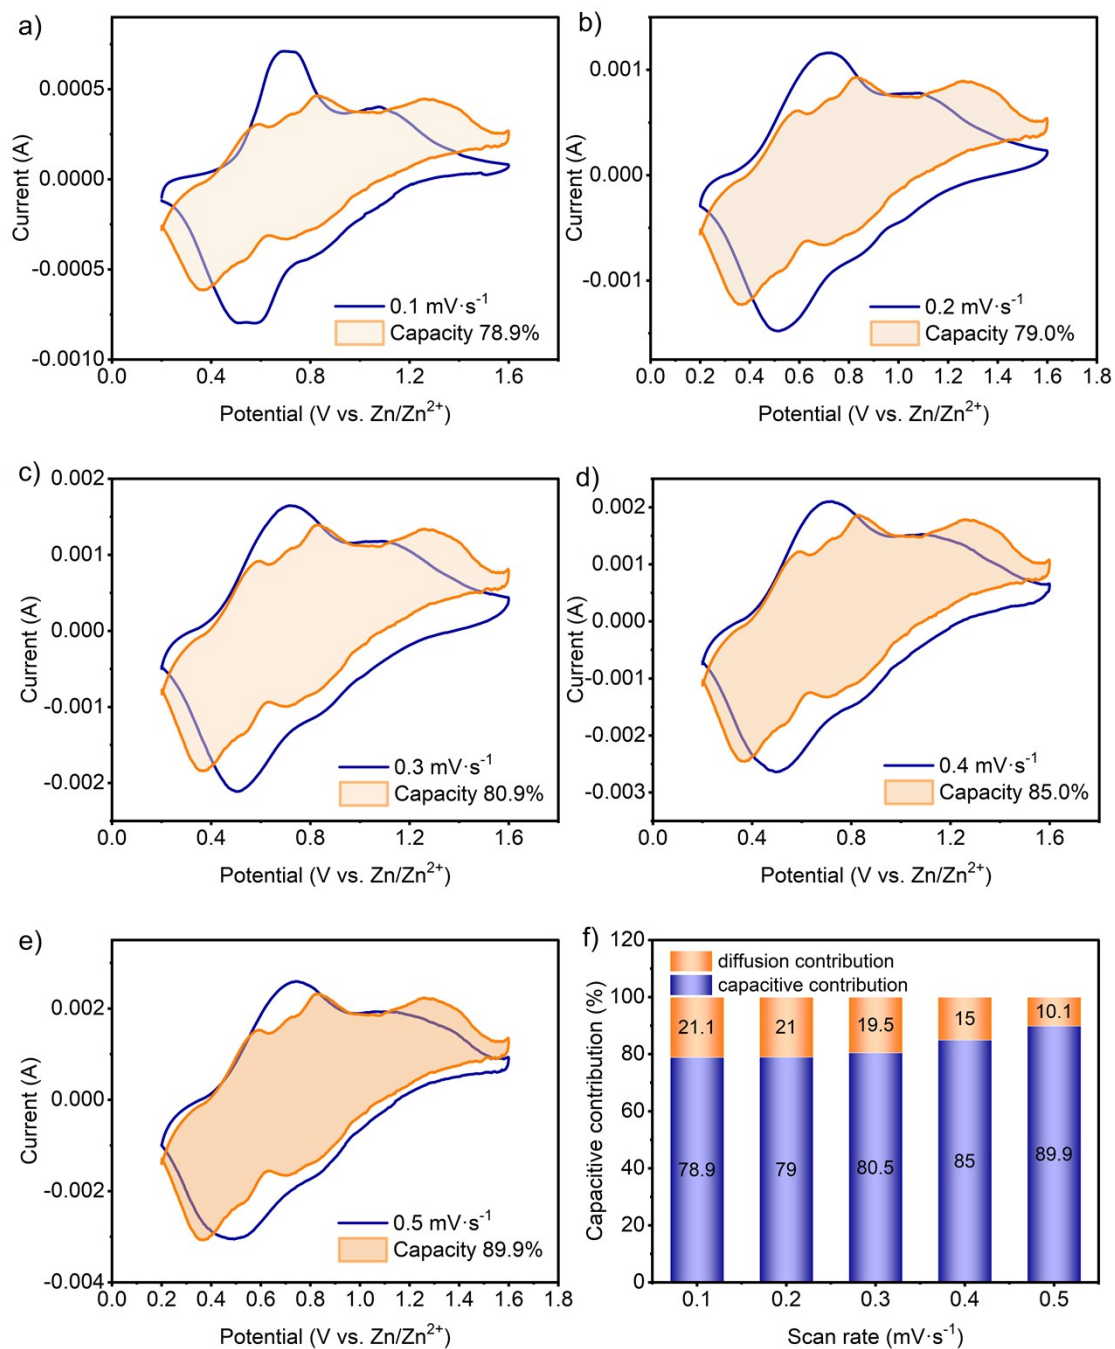 a)
0.0005
0.0000
-0.0005
-0.0010
Current (A)
0.1 mV·s⁻¹
Capacity 78.9%
0.0 0.4 0.8 1.2 1.6
Potential (V vs. Zn/Zn²⁺)
b)
0.001
0.000
-0.001
Current (A)
0.2 mV·s⁻¹
Capacity 79.0%
0.0 0.2 0.4 0.6 0.8 1.0 1.2 1.4 1.6 1.8
Potential (V vs. Zn/Zn²⁺)
c)
0.002
0.001
0.000
-0.001
-0.002
Current (A)
0.3 mV·s⁻¹
Capacity 80.9%
0.0 0.4 0.8 1.2 1.6
Potential (V vs. Zn/Zn²⁺)
d)
0.002
0.001
0.000
-0.001
-0.002
-0.003
Current (A)
0.4 mV·s⁻¹
Capacity 85.0%
0.0 0.4 0.8 1.2 1.6
Potential (V vs. Zn/Zn²⁺)
e)
0.002
0.000
-0.002
-0.004
Current (A)
0.5 mV·s⁻¹
Capacity 89.9%
0.0 0.2 0.4 0.6 0.8 1.0 1.2 1.4 1.6 1.8
Potential (V vs. Zn/Zn²⁺)
f)
120
100
80
60
40
20
0
Capacitive contribution (%)
diffusion contribution
capacitive contribution
21.1 21 19.5 15 10.1
78.9 79 80.5 85 89.9
0.1 0.2 0.3 0.4 0.5
Scan rate (mV·s⁻¹)